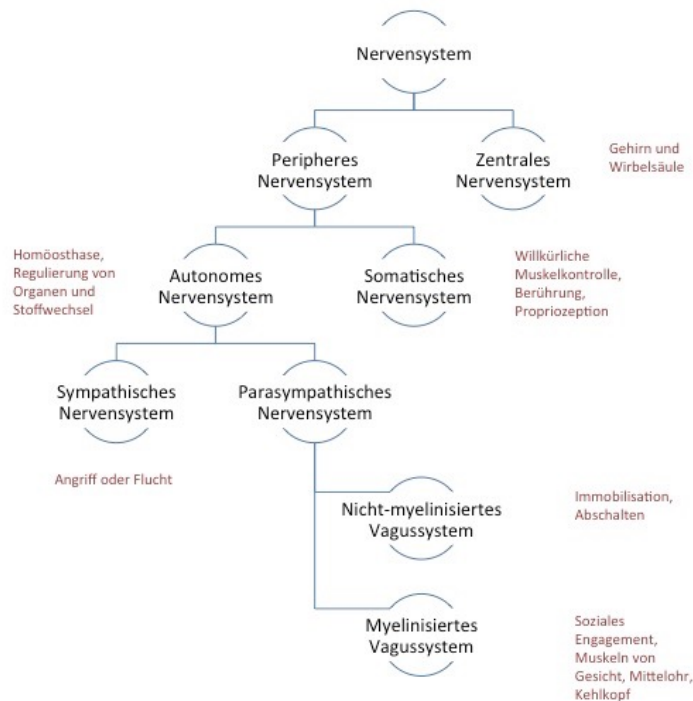 Nervensystem
Peripheres
Nervensystem
Zentrales
Nervensystem
Gehirn und
Wirbelsäule
Homöosthase,
Regulierung von
Organen und
Stoffwechsel
Autonomes
Nervensystem
Somatisches
Nervensystem
Willkürliche
Muskelkontrolle,
Berührung,
Propriozeption
Sympathisches
Nervensystem
Parasympathisches
Nervensystem
Angriff oder Flucht
Nicht-myelinisiertes
Vagussystem
Immobilisation,
Abschalten
Myelinisiertes
Vagussystem
Soziales
Engagement,
Muskeln von
Gesicht, Mittelohr,
Kehlkopf